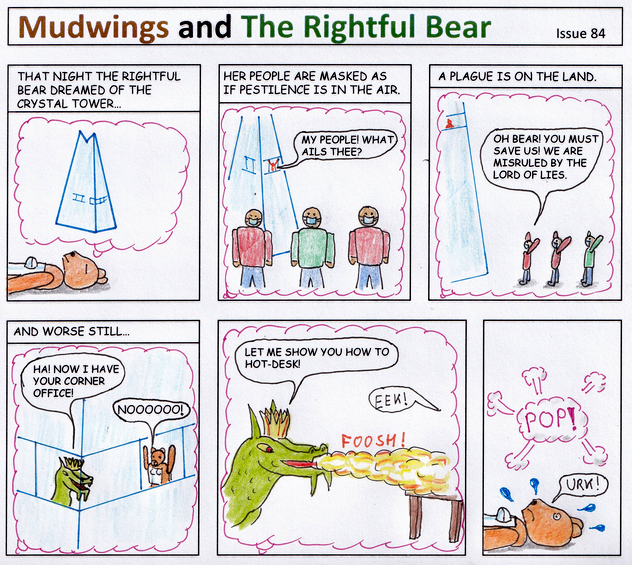 Mudwings and The Rightful Bear
Issue 84
THAT NIGHT THE RIGHTFUL
BEAR DREAMED OF THE
CRYSTAL TOWER...
HER PEOPLE ARE MASKED AS
IF PESTILENCE IS IN THE AIR.
MY PEOPLE! WHAT
AILS THEE?
A PLAGUE IS ON THE LAND.
OH BEAR! YOU MUST
SAVE US! WE ARE
MISRULED BY THE
LORD OF LIES.
AND WORSE STILL...
HA! NOW I HAVE
YOUR CORNER
OFFICE!
NOOOOOO!
LET ME SHOW YOU HOW TO
HOT-DESK!
EEK!
FOOSH!
POP!
URK!